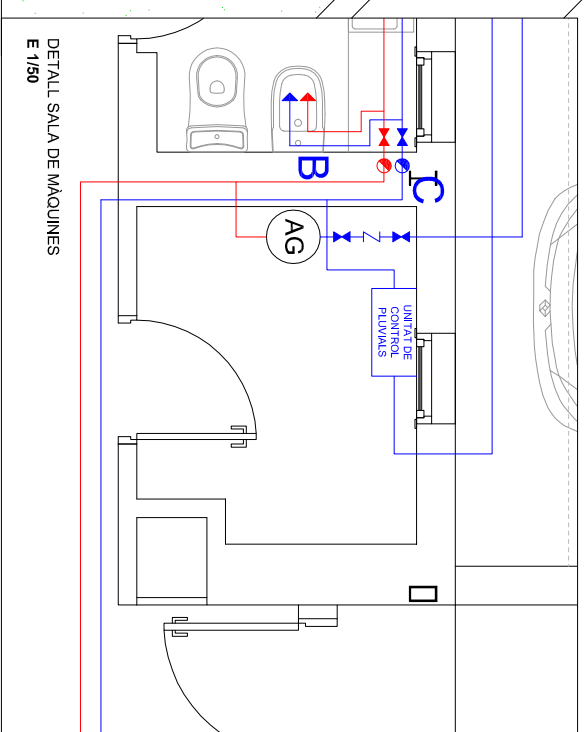 DETALL SALA DE MÀQUINES
E 1/50
B
C
AG
UNITAT DE
CONTROL
PLUVIALS